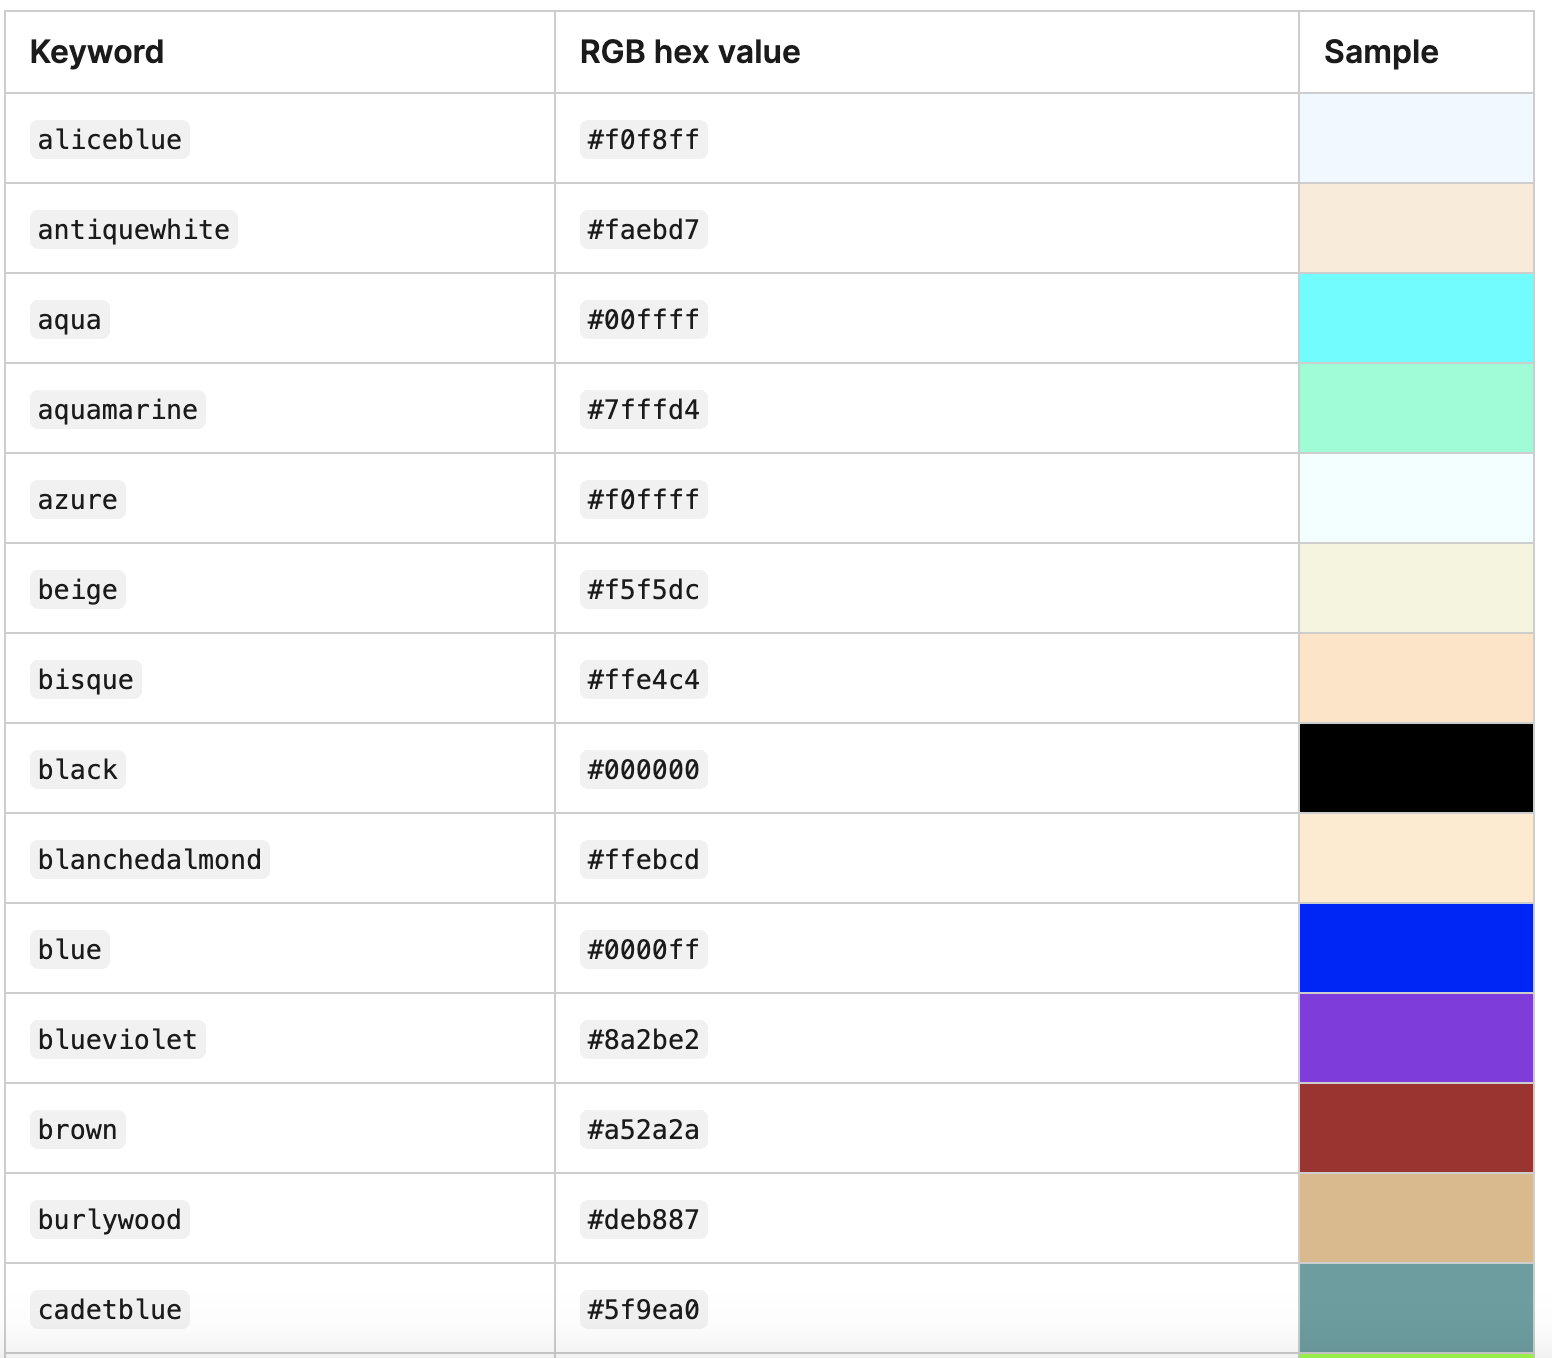 Keyword RGB hex value Sample
aliceblue #f0f8ff
antiquewhite #faebd7
aqua #00ffff
aquamarine #7fffd4
azure #f0ffff
beige #f5f5dc
bisque #ffe4c4
black #000000
blanchedalmond #ffebcd
blue #0000ff
blueviolet #8a2be2
brown #a52a2a
burlywood #deb887
cadetblue #5f9ea0